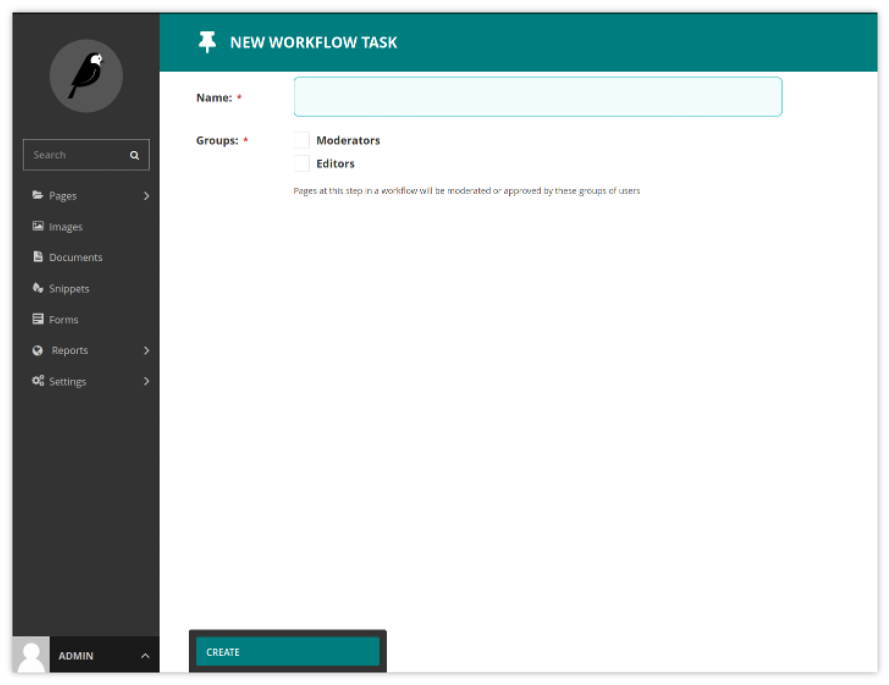 NEW WORKFLOW TASK
Search
Pages
Images
Documents
Snippets
Forms
Reports
Settings
ADMIN
Name: *
Groups: *
Moderators
Editors
Pages at this step in a workflow will be moderated or approved by these groups of users
CREATE